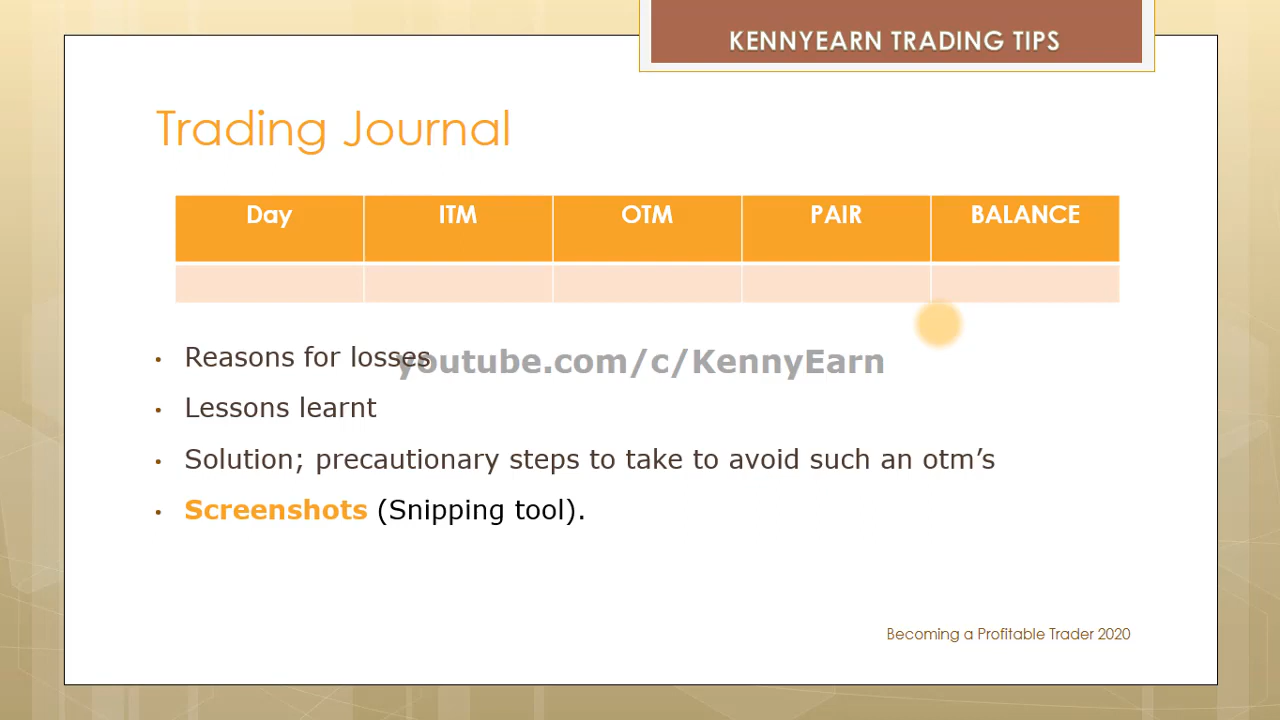 KENNYEARN TRADING TIPS
Trading Journal
Day ITM OTM PAIR BALANCE
• Reasons for losses
youtube.com/c/KennyEarn
• Lessons learnt
• Solution; precautionary steps to take to avoid such an otm’s
• Screenshots (Snipping tool).
Becoming a Profitable Trader 2020